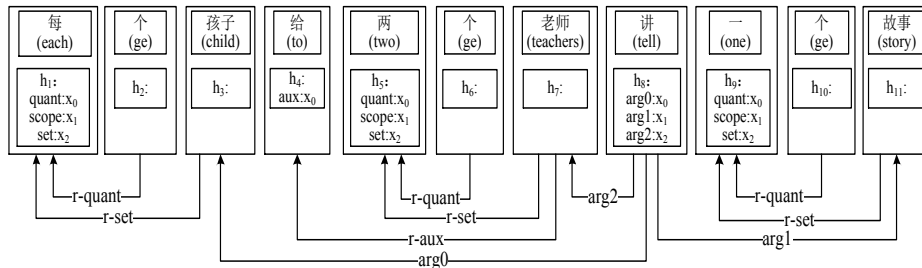 每 个 孩子 给 两 个 老师 讲 一 个 故事
(each) (ge) (child) (to) (two) (ge) (teachers) (tell) (one) (ge) (story)
h₁: h₂: h₃: h₄: h₅: h₆: h₇: h₈: h₉: h₁₀: h₁₁:
quant:x₀ aux:x₀ quant:x₀ arg0:x₀ quant:x₀
scope:x₁ scope:x₁ arg1:x₁ scope:x₁
set:x₂ set:x₂ arg2:x₂ set:x₂
r-quant r-quant arg2 r-quant
r-set r-set r-set
r-aux arg1
arg0